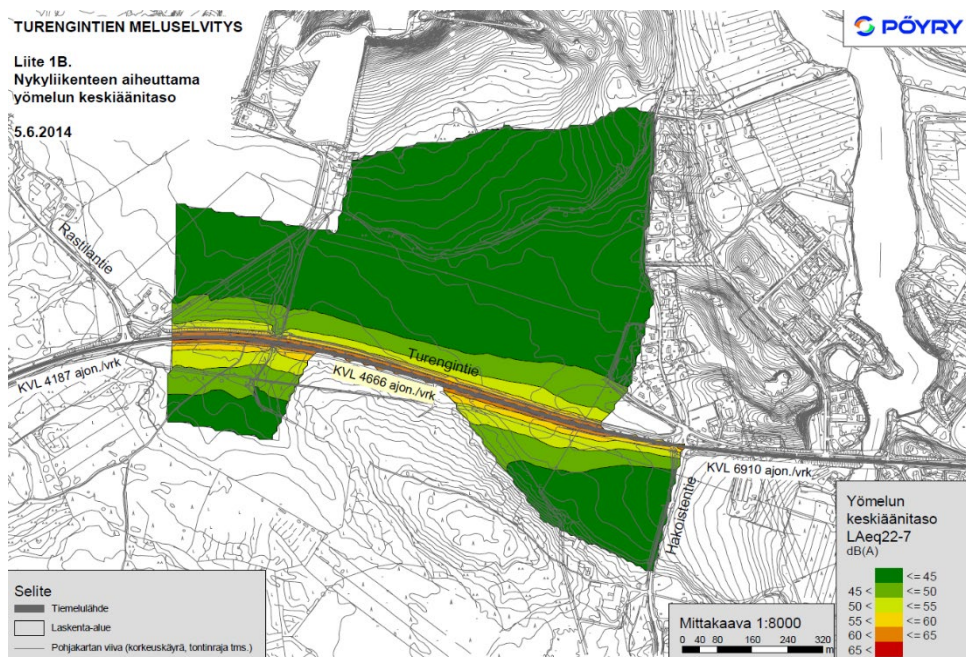 TURENGINTIEN MELUSELVITYS
Liite 1B.
Nykyliikenteen aiheuttama
yömelun keskiäänitaso
5.6.2014
PÖYRY
Rastilantie
Turengintie
KVL 4187 ajon./vrk
KVL 4666 ajon./vrk
KVL 6910 ajon./vrk
Hakoistentie
Selite
Tiemelulähde
Laskenta-alue
Pohjakartan viiva (korkeuskäyrä, tontinraja tms.)
Mittakaava 1:8000
0 40 80 160 240 320
m
Yömelun
keskiäänitaso
LAeq22-7
dB(A)
<= 45
45 < <= 50
50 < <= 55
55 < <= 60
60 < <= 65
65 <